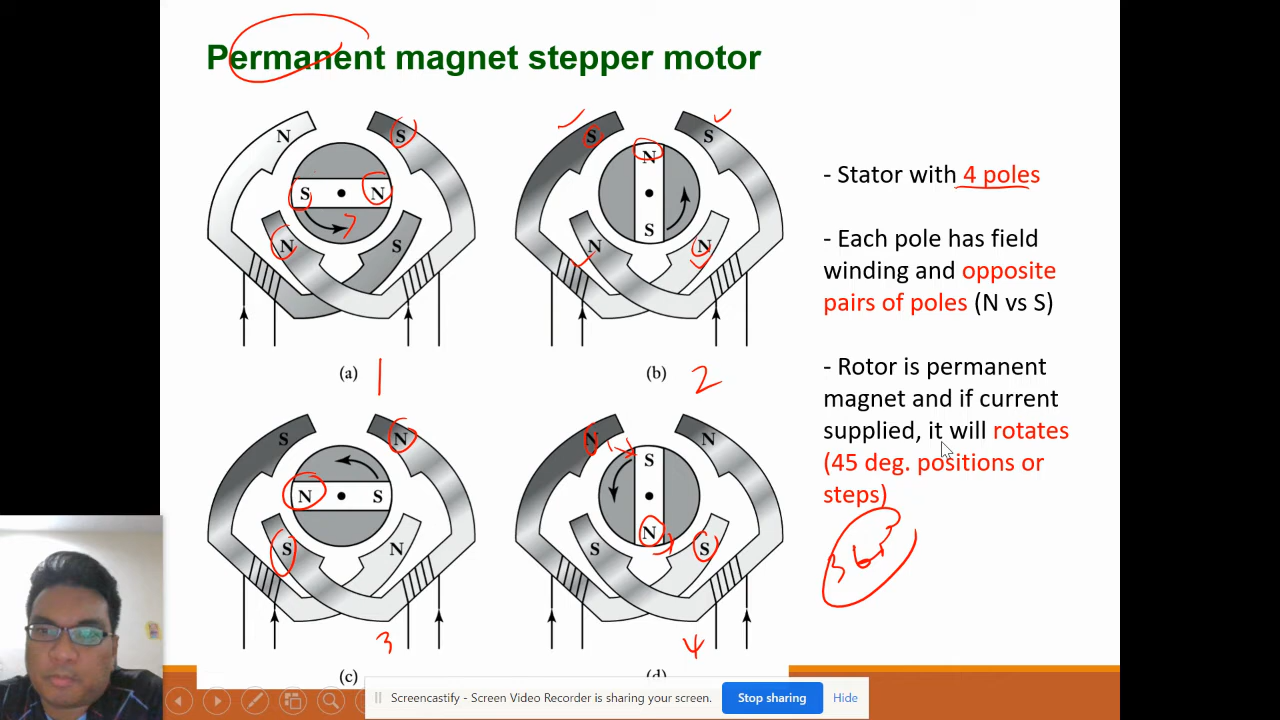 Permanent magnet stepper motor
N S
S N
N S
(a) 1
S S
N
S
N N
(b) 2
S N
N S
S N
(c) 3
N N
S
N
S S
(d) 4
- Stator with 4 poles
- Each pole has field
winding and opposite
pairs of poles (N vs S)
- Rotor is permanent
magnet and if current
supplied, it will rotates
(45 deg. positions or
steps)
Screencastify - Screen Video Recorder is sharing your screen.
Stop sharing
Hide